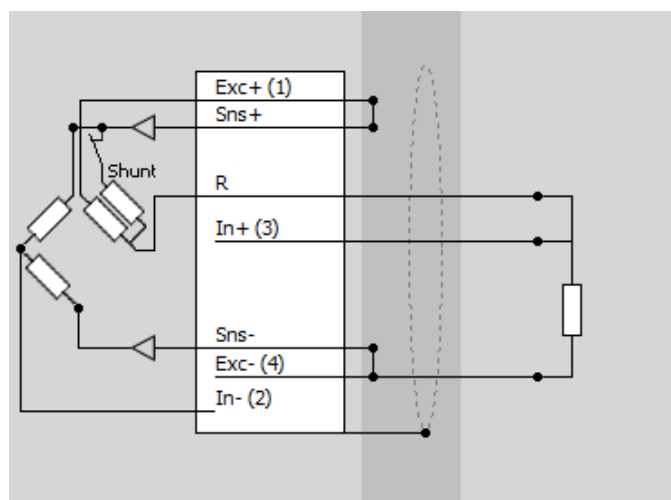 Exc+ (1)
Sns+
Shunt
R
In+ (3)
Sns-
Exc- (4)
In- (2)